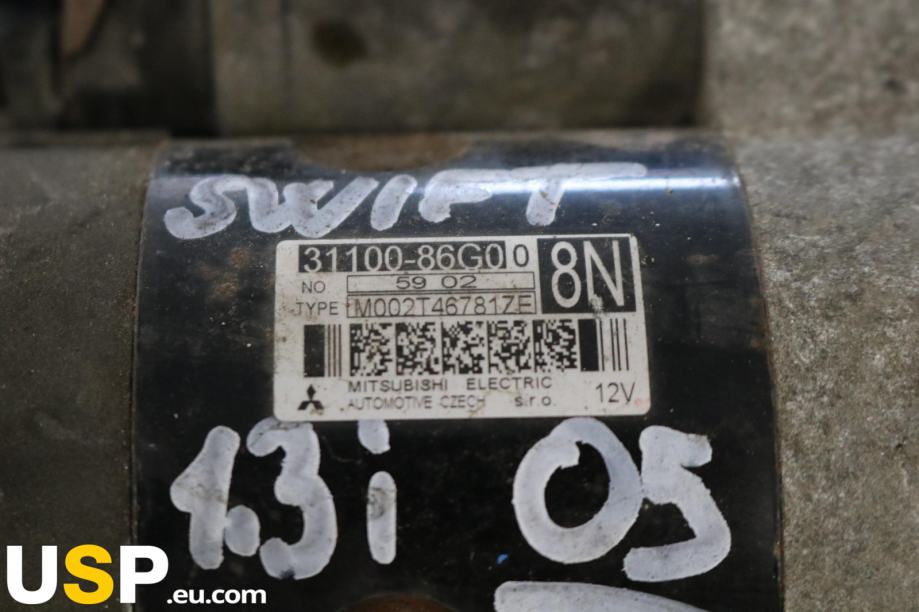 SWIFT
31100-86G00
8N
NO 59 02
TYPE M002T46781ZE
MITSUBISHI ELECTRIC
AUTOMOTIVE CZECH s.r.o.
12V
1.3i 05
USP.eu.com